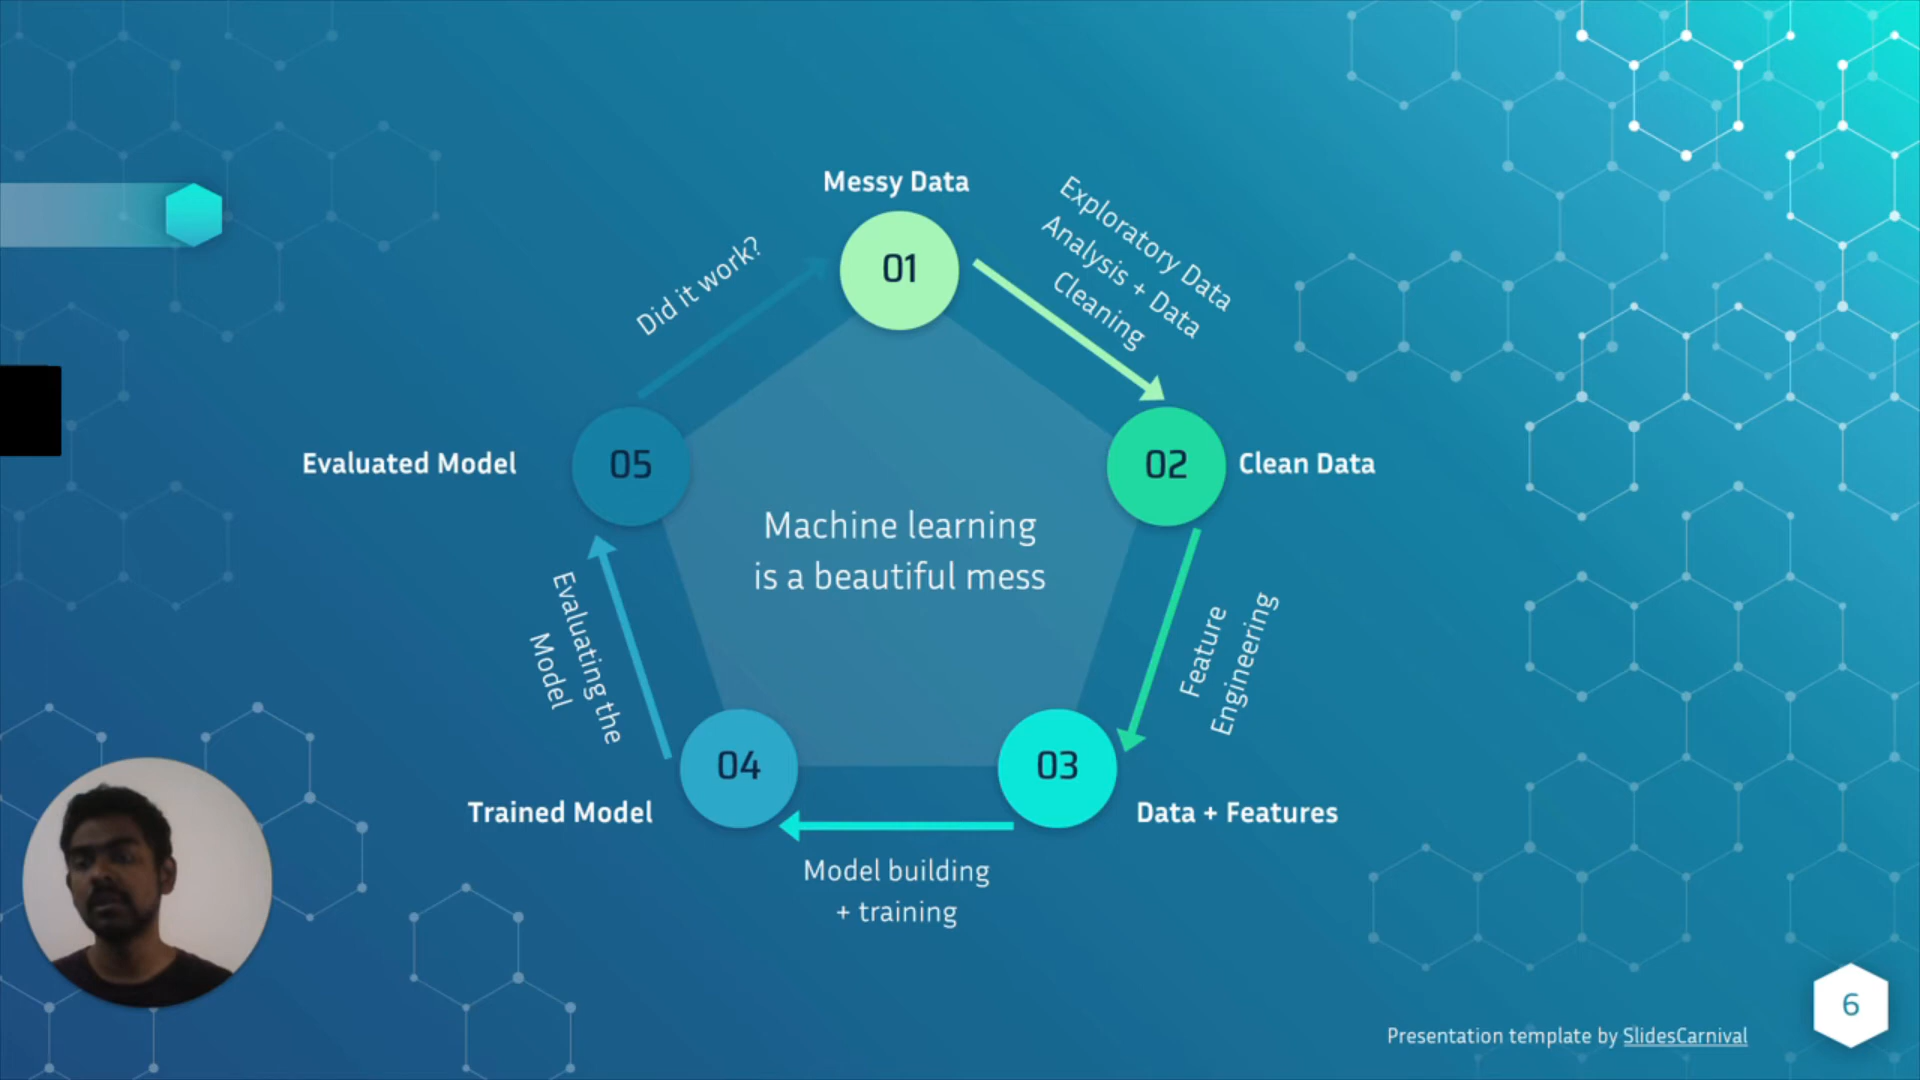 Messy Data
01
Exploratory Data
Analysis + Data
Cleaning
Did it work?
Evaluated Model
05
02
Clean Data
Machine learning
is a beautiful mess
Evaluating the
Model
Feature
Engineering
04
03
Trained Model
Data + Features
Model building
+ training
6
Presentation template by SlidesCarnival